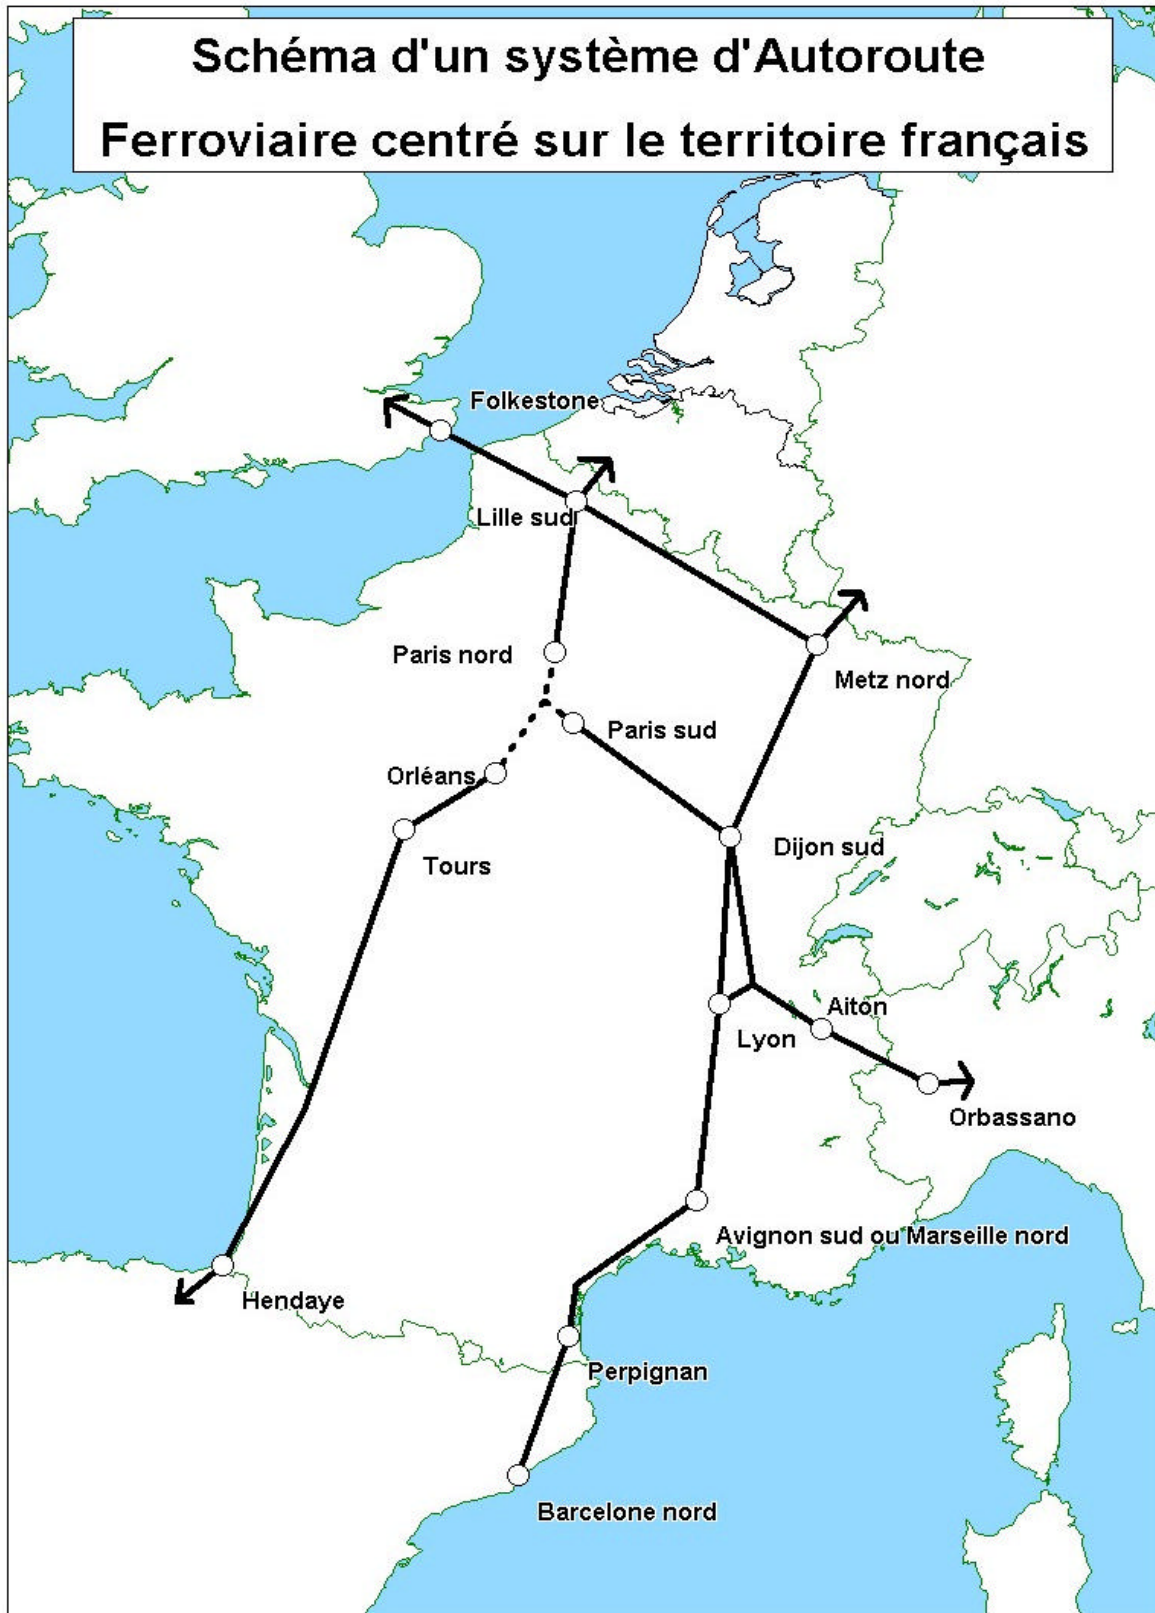 Schéma d'un système d'Autoroute
Ferroviaire centré sur le territoire français
Folkestone
Lille sud
Paris nord
Metz nord
Paris sud
Orléans
Dijon sud
Tours
Aiton
Lyon
Orbassano
Avignon sud ou Marseille nord
Hendaye
Perpignan
Barcelone nord